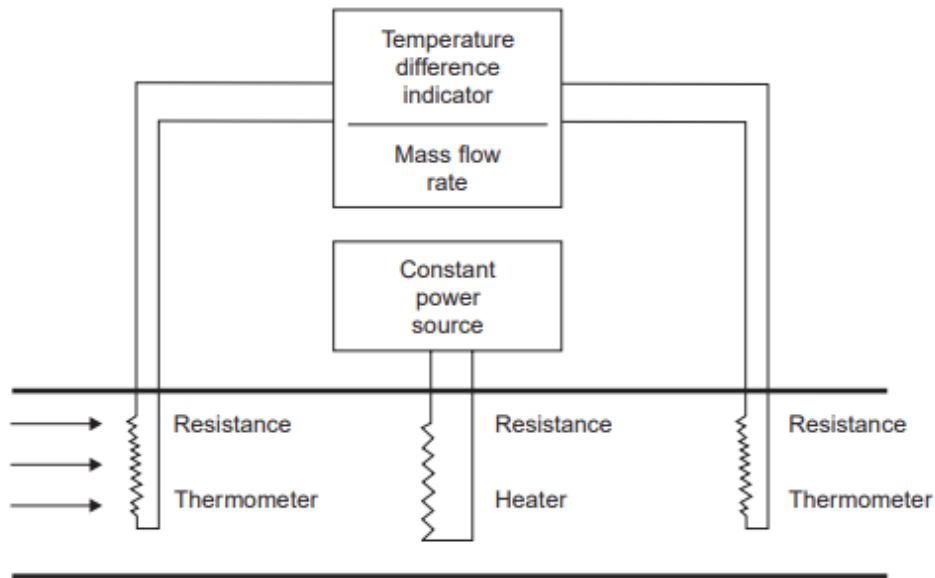 Temperature
difference
indicator
Mass flow
rate
Constant
power
source
Resistance
Thermometer
Resistance
Heater
Resistance
Thermometer